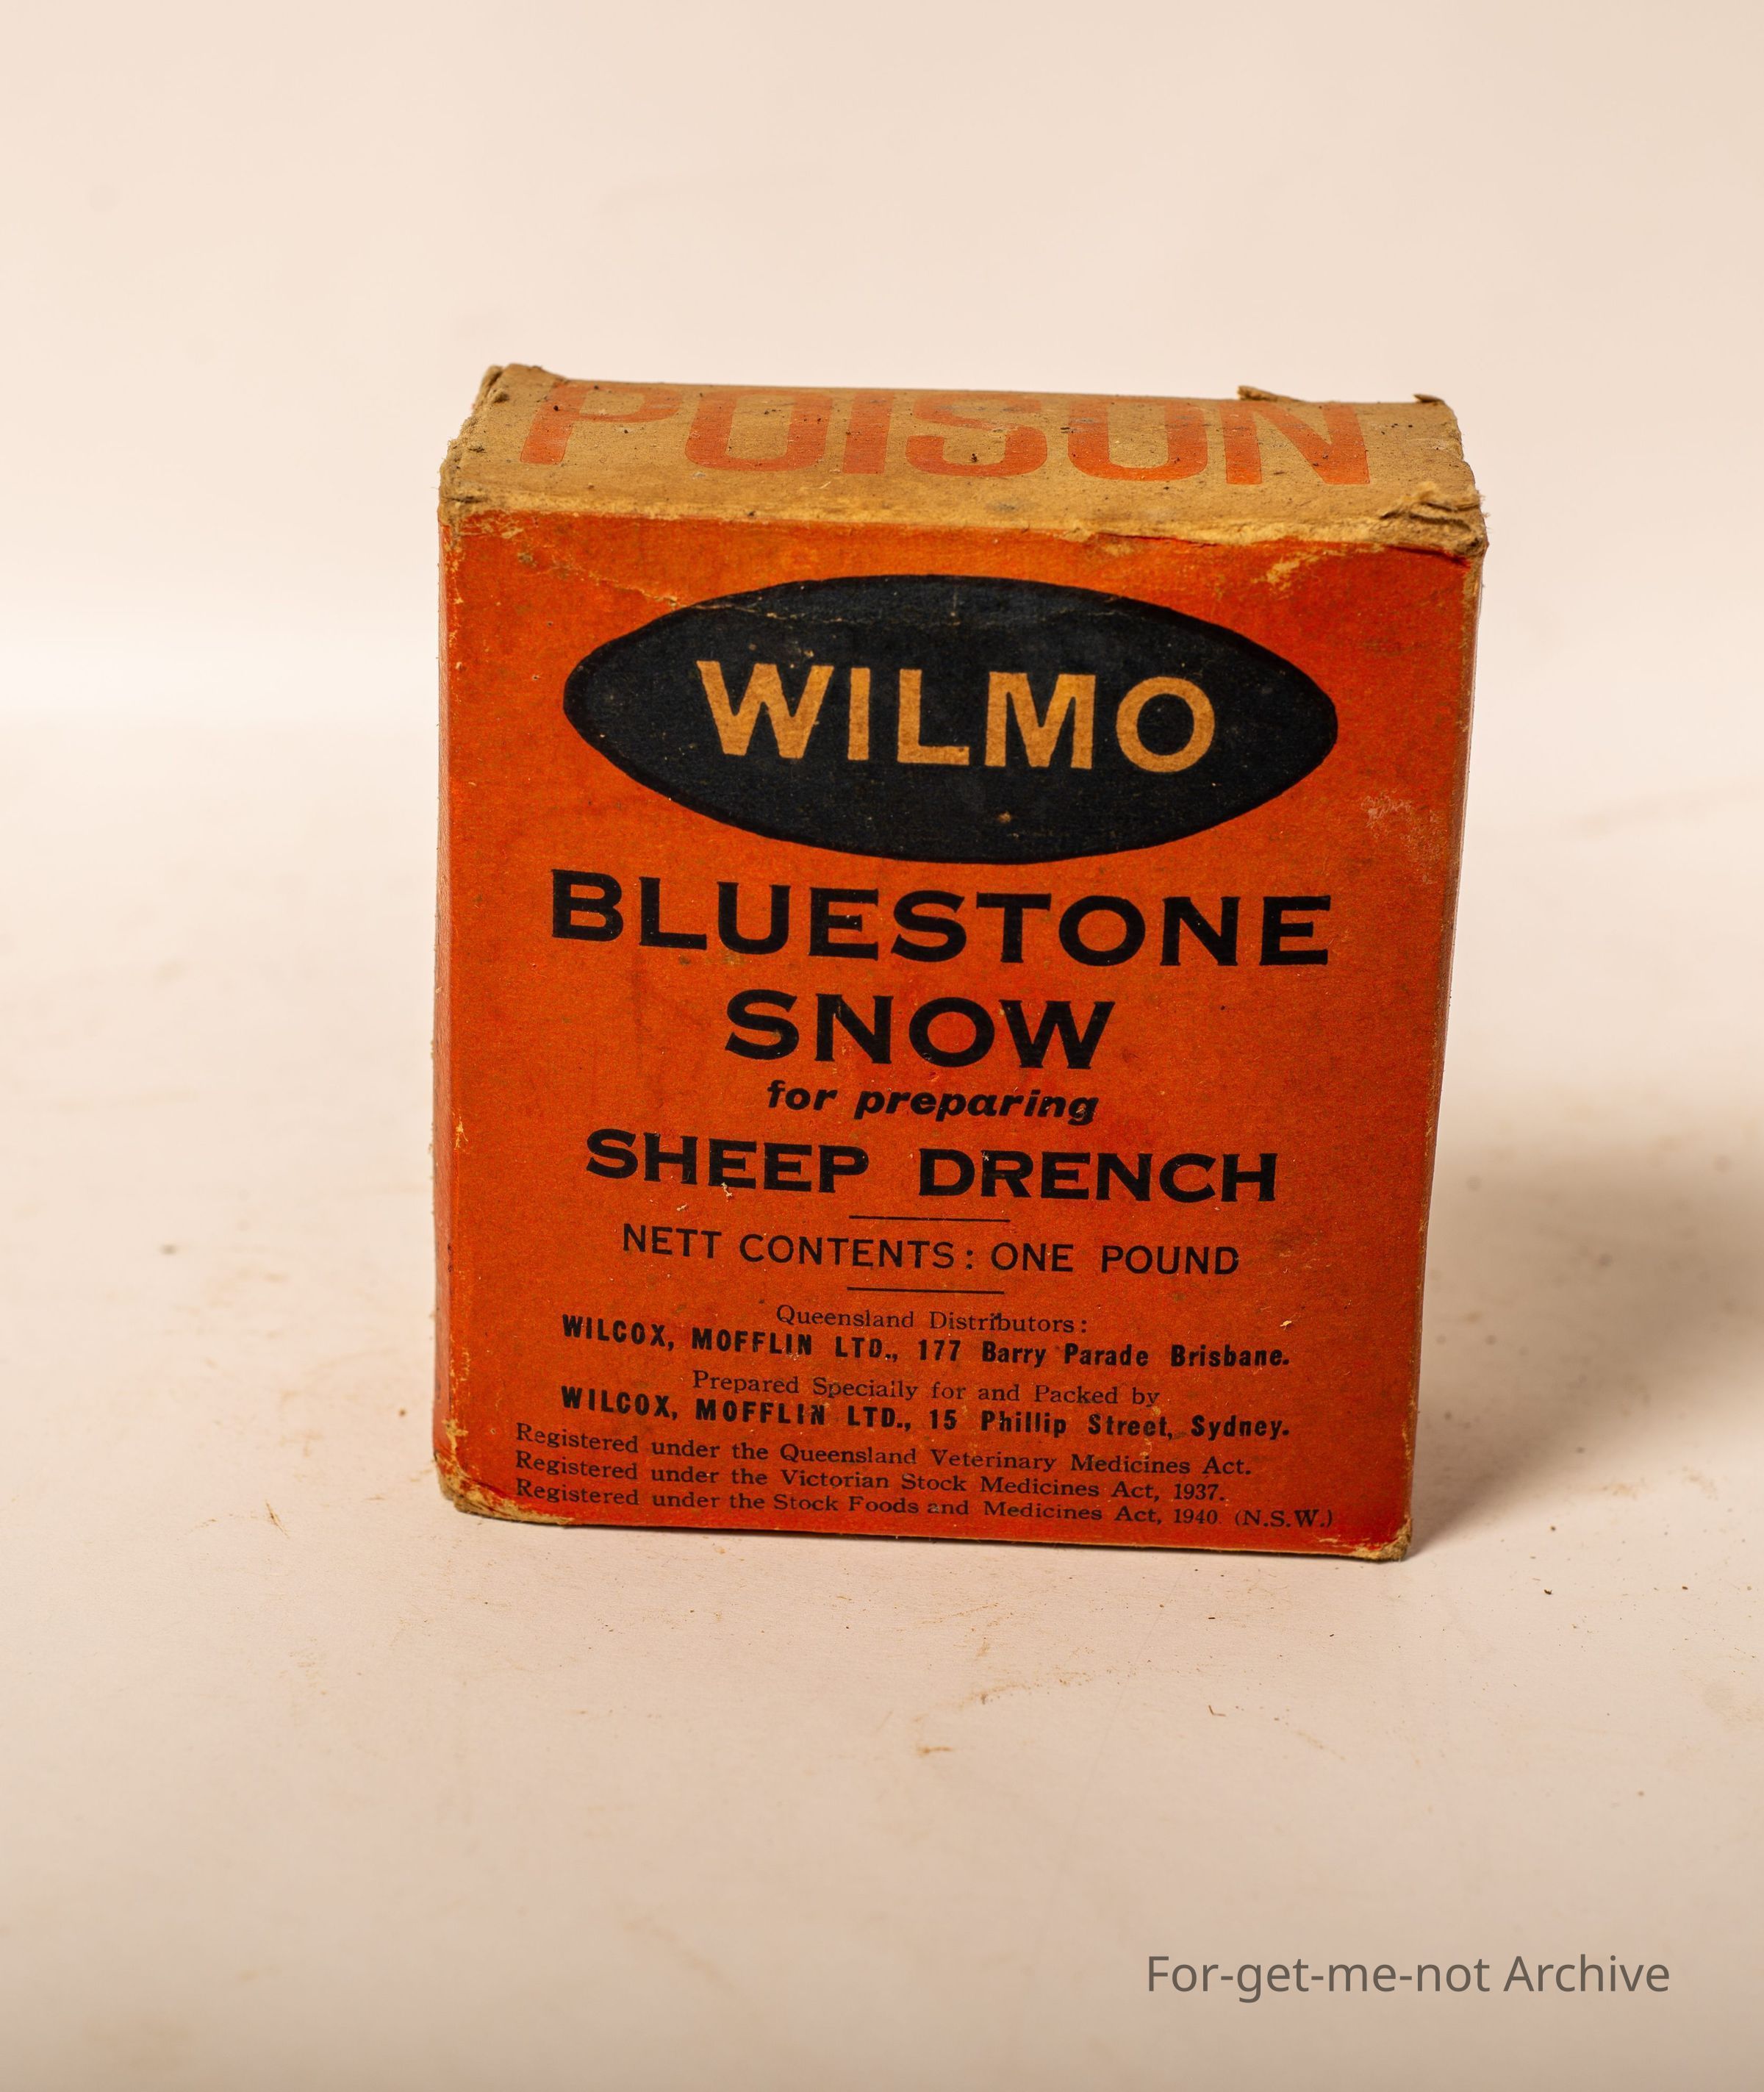 POISON
WILMO
BLUESTONE
SNOW
for preparing
SHEEP DRENCH
NETT CONTENTS: ONE POUND
Queensland Distributors:
WILCOX, MOFFLIN LTD., 177 Barry Parade Brisbane.
Prepared Specially for and Packed by
WILCOX, MOFFLIN LTD., 15 Phillip Street, Sydney.
Registered under the Queensland Veterinary Medicines Act.
Registered under the Victorian Stock Medicines Act, 1937.
Registered under the Stock Foods and Medicines Act, 1940 (N.S.W.)
For-get-me-not Archive